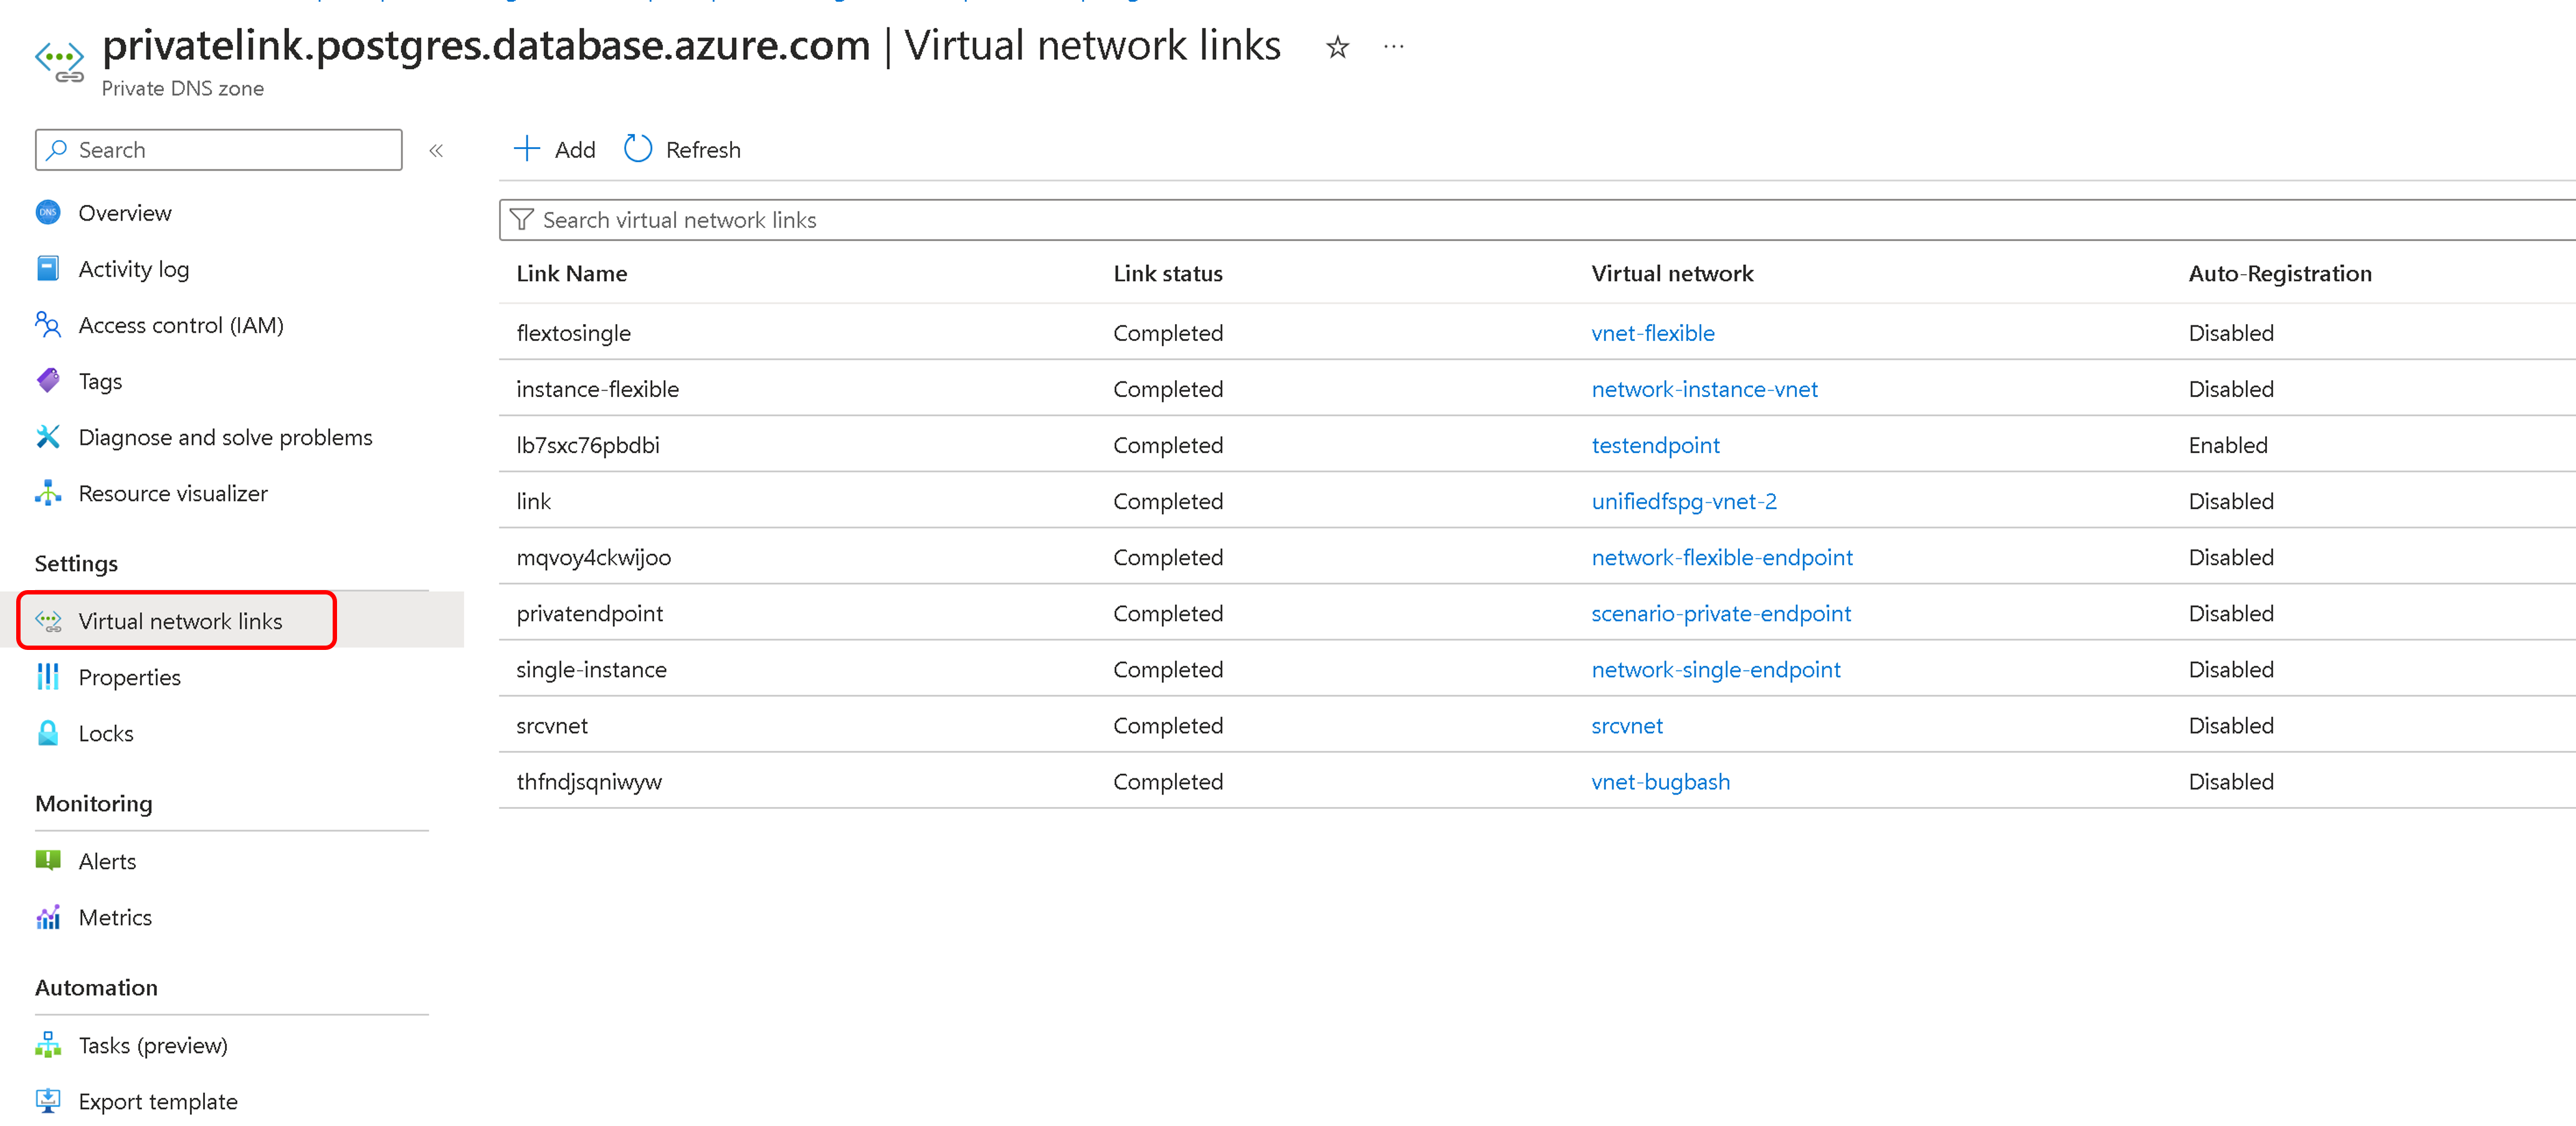 privatelink.postgres.database.azure.com | Virtual network links
Private DNS zone
Search
Add Refresh
Overview
Activity log
Access control (IAM)
Tags
Diagnose and solve problems
Resource visualizer
Settings
Virtual network links
Properties
Locks
Monitoring
Alerts
Metrics
Automation
Tasks (preview)
Export template
Search virtual network links
Link Name Link status Virtual network Auto-Registration
flextosingle Completed vnet-flexible Disabled
instance-flexible Completed network-instance-vnet Disabled
lb7sxc76pbdbi Completed testendpoint Enabled
link Completed unifiedfspg-vnet-2 Disabled
mqvoy4ckwijoo Completed network-flexible-endpoint Disabled
privatendpoint Completed scenario-private-endpoint Disabled
single-instance Completed network-single-endpoint Disabled
srcvnet Completed srcvnet Disabled
thfndjsqniwyw Completed vnet-bugbash Disabled